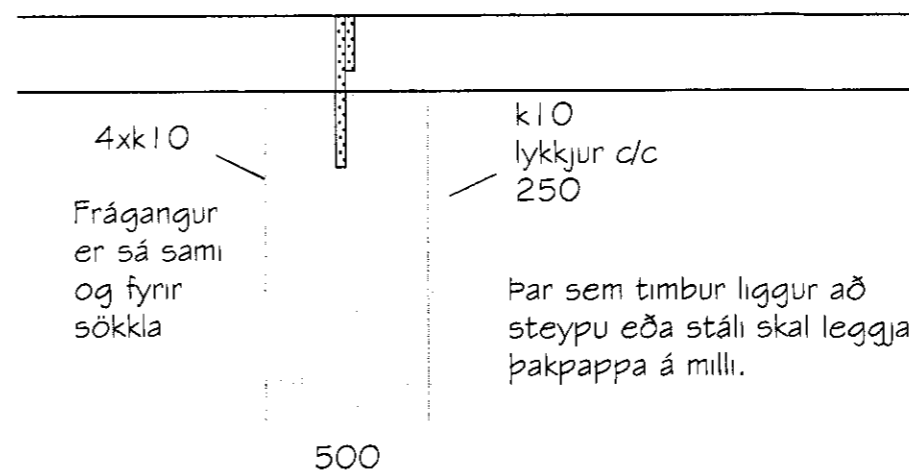 4xk10
Frágangur
er sá sami
og fyrir
sökkla
k10
lykkjur c/c
250
Þar sem timbur liggur að
steypu eða stáli skal leggja
þakpappa á milli.
500